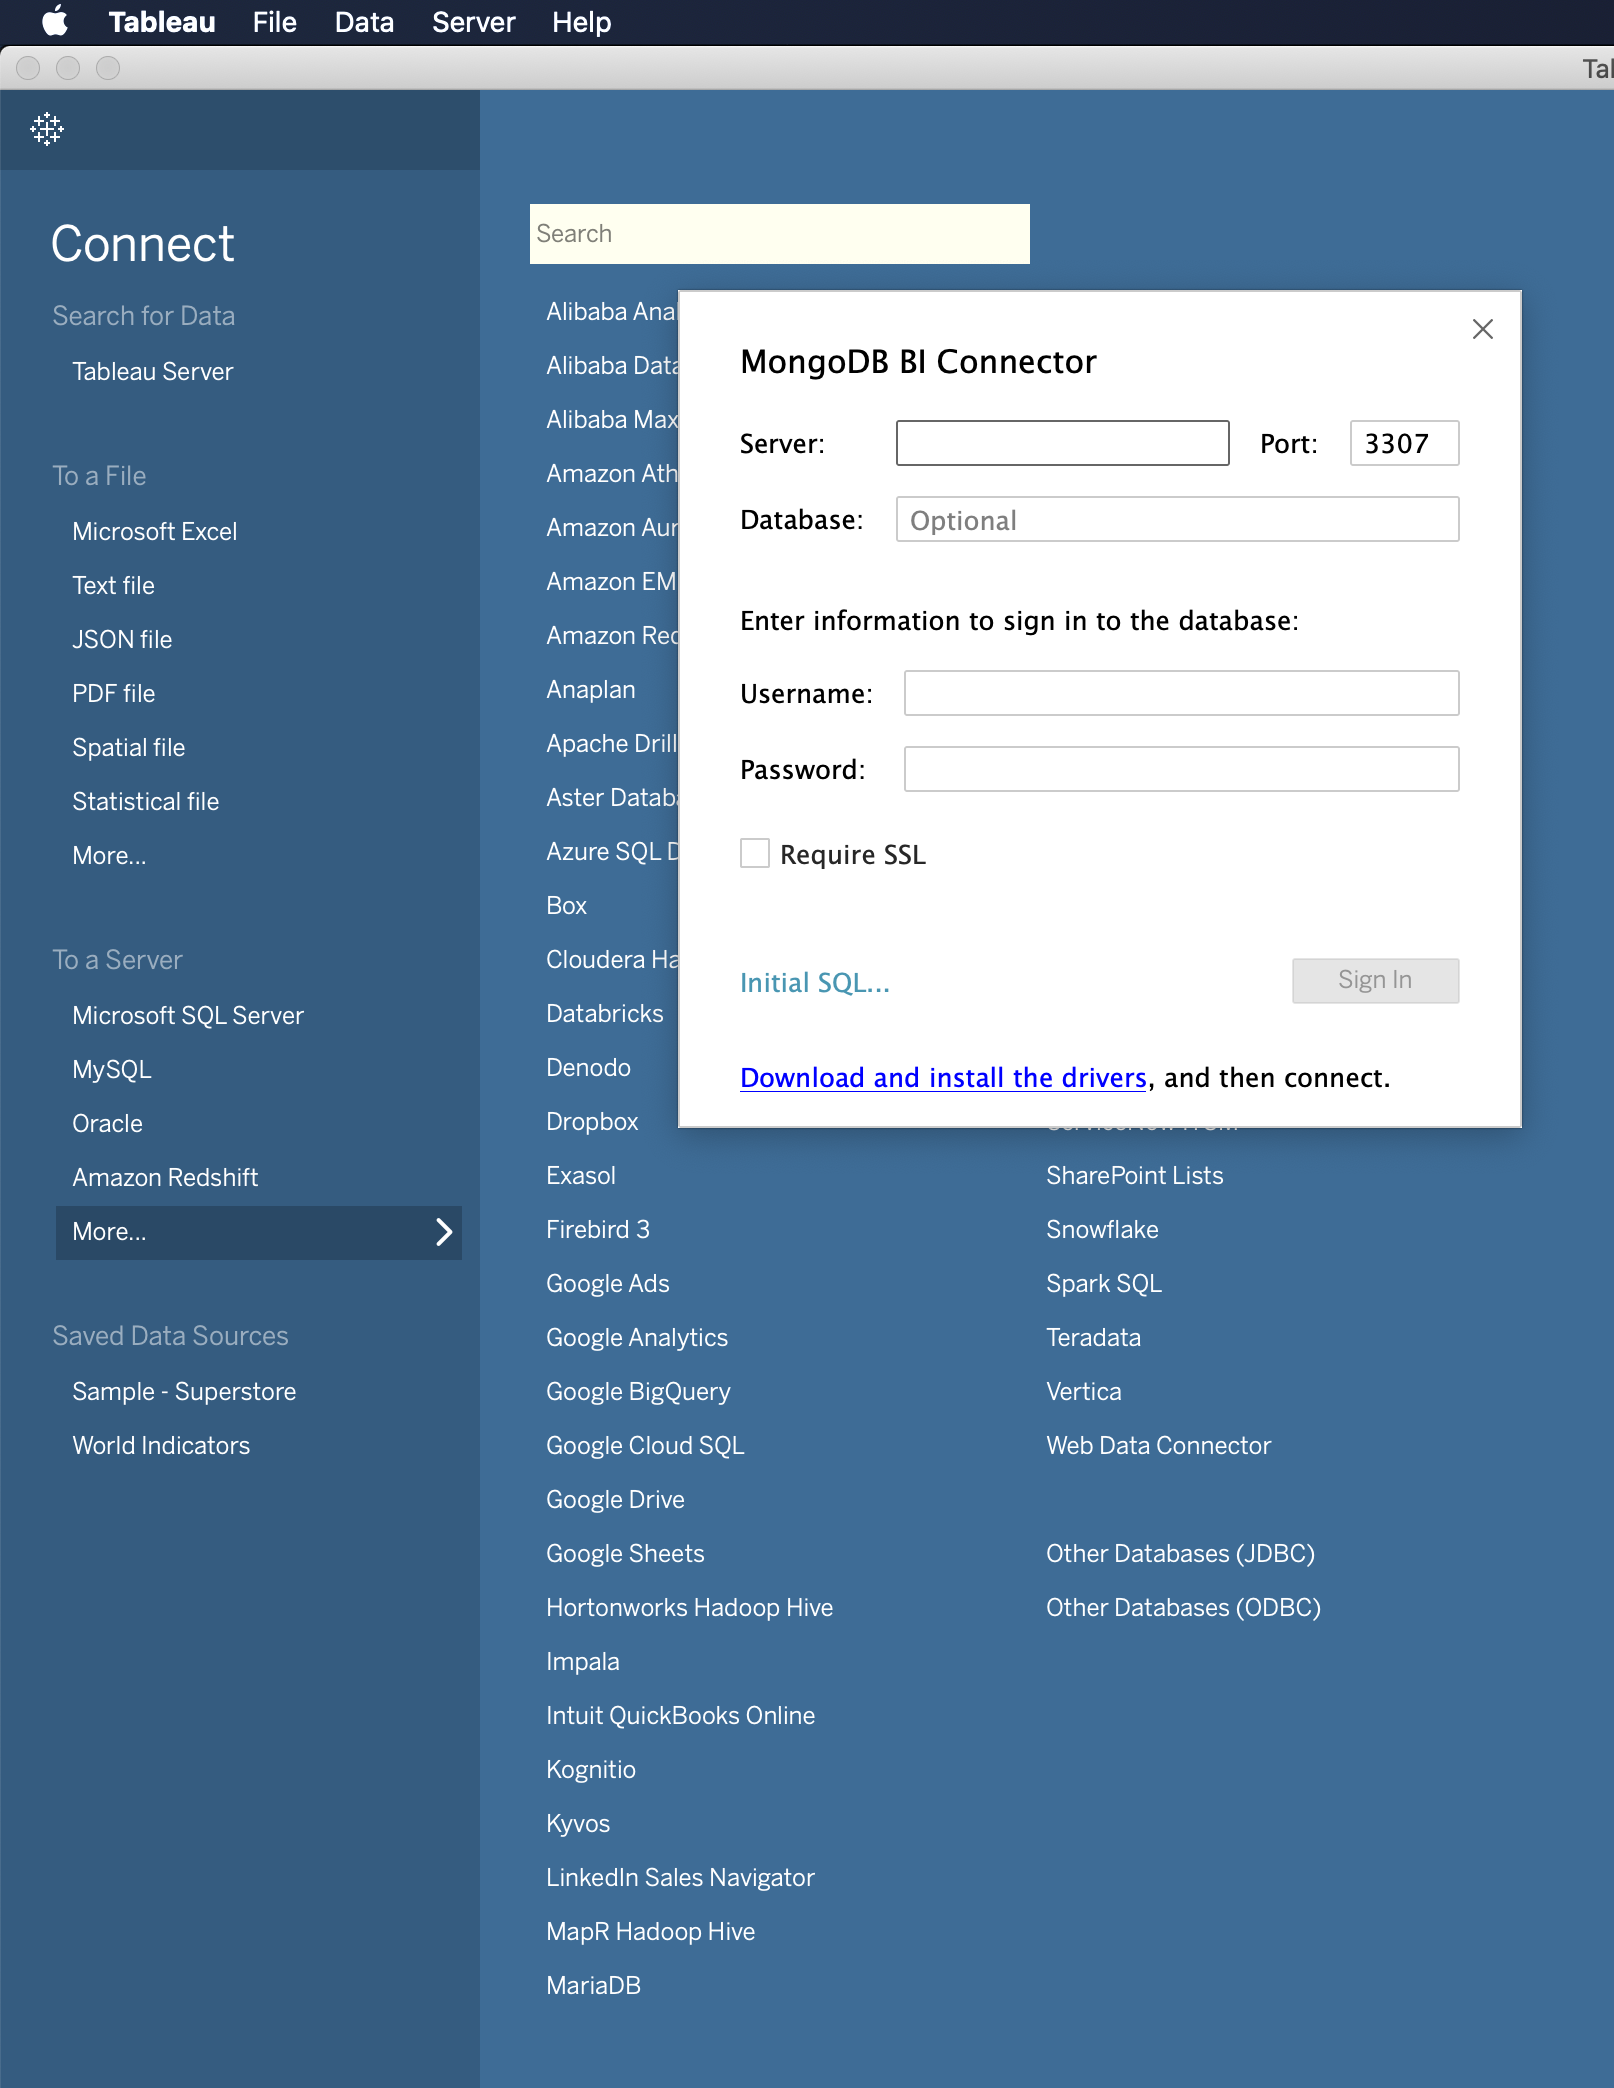 Tableau File Data Server Help
Tab
Connect
Search for Data
Tableau Server
To a File
Microsoft Excel
Text file
JSON file
PDF file
Spatial file
Statistical file
More...
To a Server
Microsoft SQL Server
MySQL
Oracle
Amazon Redshift
More...
Saved Data Sources
Sample - Superstore
World Indicators
Search
Alibaba
Alibaba Data
Alibaba Max
Amazon Ath
Amazon Aur
Amazon EM
Amazon Red
Anaplan
Apache Drill
Aster Databa
Azure SQL D
Box
Cloudera Ha
Databricks
Denodo
Dropbox
Exasol
Firebird 3
Google Ads
Google Analytics
Google BigQuery
Google Cloud SQL
Google Drive
Google Sheets
Hortonworks Hadoop Hive
Impala
Intuit QuickBooks Online
Kognitio
Kyvos
LinkedIn Sales Navigator
MapR Hadoop Hive
MariaDB
SharePoint Lists
Snowflake
Spark SQL
Teradata
Vertica
Web Data Connector
Other Databases (JDBC)
Other Databases (ODBC)
MongoDB BI Connector
Server: Port: 3307
Database: Optional
Enter information to sign in to the database:
Username:
Password:
Require SSL
Initial SQL... Sign In
Download and install the drivers, and then connect.